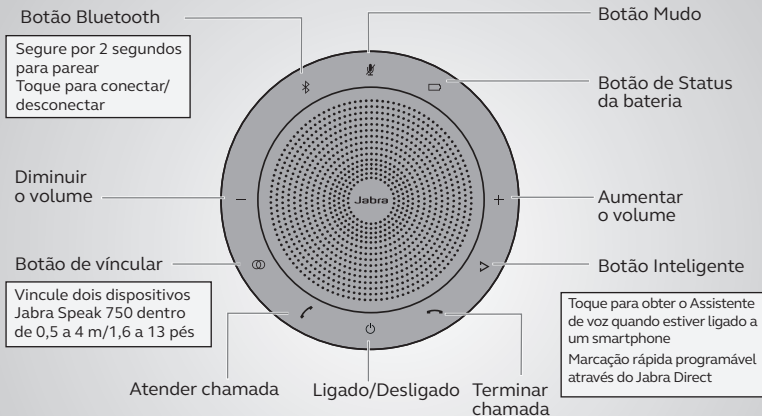 Botão Bluetooth
Segure por 2 segundos
para parear
Toque para conectar/
desconectar
Botão Mudo
Botão de Status
da bateria
Diminuir
o volume
Jabra
Aumentar
o volume
Botão de víncular
Vincule dois dispositivos
Jabra Speak 750 dentro
de 0,5 a 4 m/1,6 a 13 pés
Botão Inteligente
Toque para obter o Assistente
de voz quando estiver ligado a
um smartphone
Marcação rápida programável
através do Jabra Direct
Atender chamada
Ligado/Desligado
Terminar
chamada